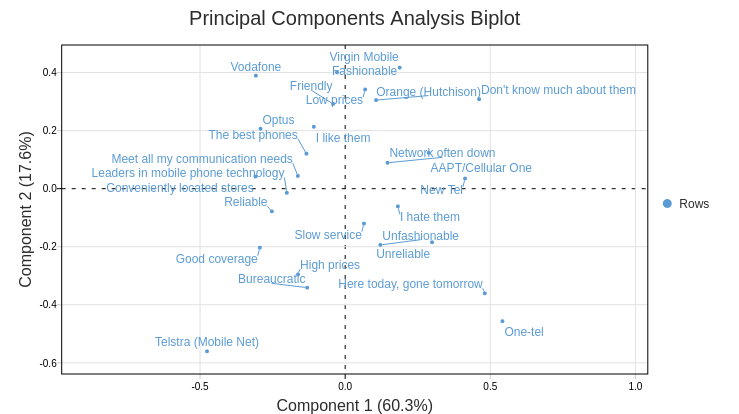 Principal Components Analysis Biplot
Virgin Mobile
Vodafone
Fashionable
Friendly
Low prices
Orange (Hutchison)
Don't know much about them
Optus
The best phones
I like them
Network often down
Meet all my communication needs
AAPT/Cellular One
Leaders in mobile phone technology
Conveniently located stores
New Tel
Reliable
I hate them
Slow service
Unfashionable
Good coverage
Unreliable
High prices
Bureaucratic
Here today, gone tomorrow
One-tel
Telstra (Mobile Net)
0.4
0.2
0.0
-0.2
-0.4
-0.6
Component 2 (17.6%)
-0.5
0.0
0.5
1.0
Component 1 (60.3%)
Rows